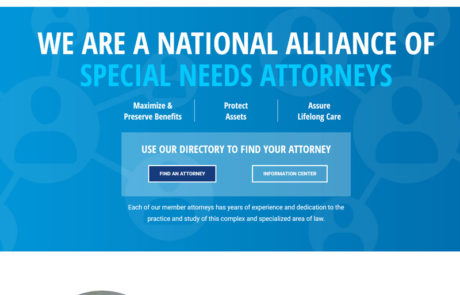 WE ARE A NATIONAL ALLIANCE OF
SPECIAL NEEDS ATTORNEYS
Maximize &
Preserve Benefits
Protect
Assets
Assure
Lifelong Care
USE OUR DIRECTORY TO FIND YOUR ATTORNEY
FIND AN ATTORNEY
INFORMATION CENTER
Each of our member attorneys has years of experience and dedication to the
practice and study of this complex and specialized area of law.